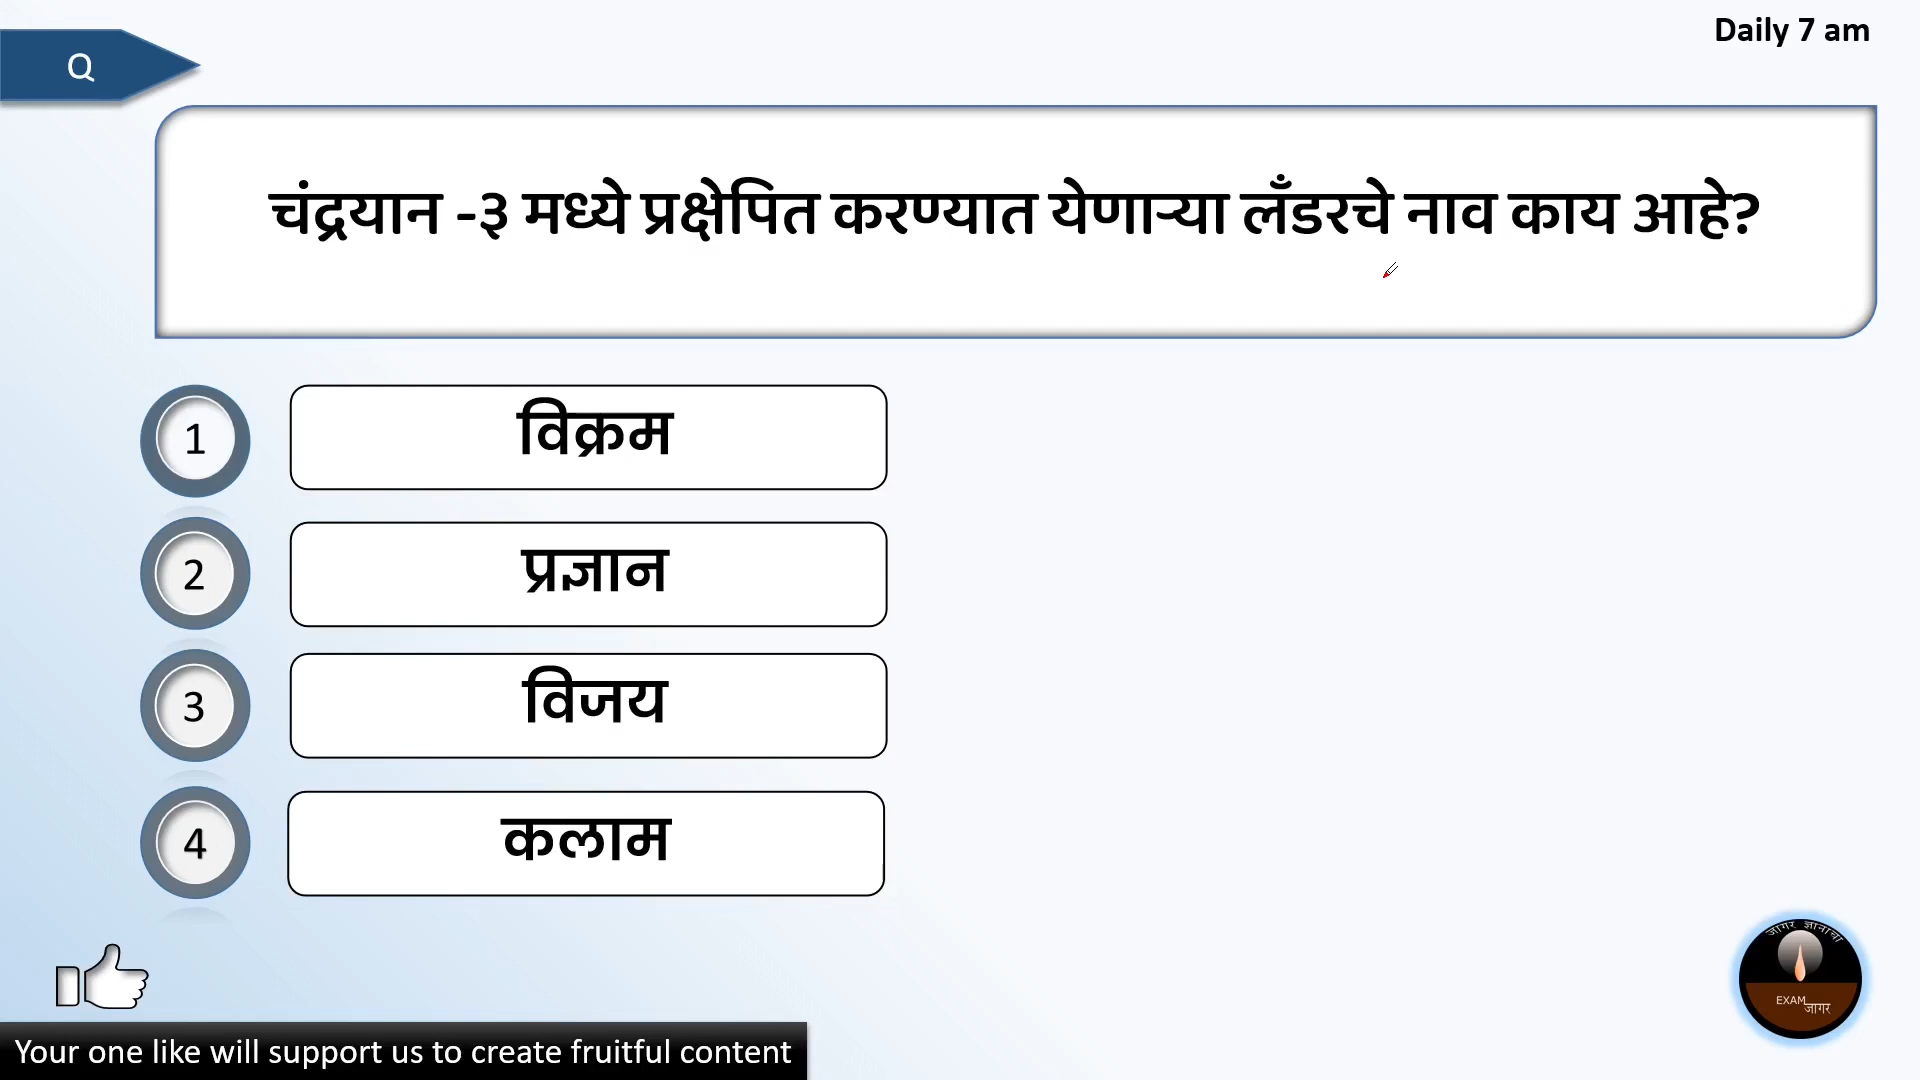 Daily 7 am
Q
चंद्रयान -३ मध्ये प्रक्षेपित करण्यात येणाऱ्या लँडरचे नाव काय आहे?
1 विक्रम
2 प्रज्ञान
3 विजय
4 कलाम
जागर ज्ञानाचा
EXAM
जागर
Your one like will support us to create fruitful content